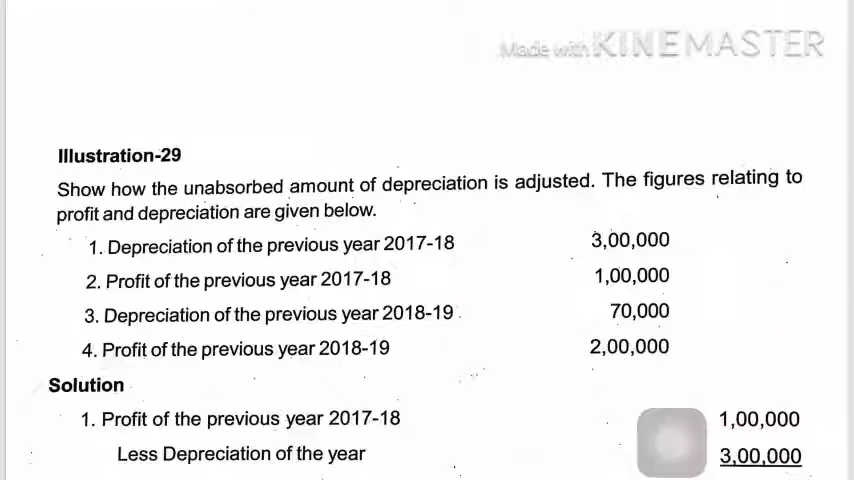 Made with KINEMASTER
Illustration-29
Show how the unabsorbed amount of depreciation is adjusted. The figures relating to
profit and depreciation are given below.
1. Depreciation of the previous year 2017-18 3,00,000
2. Profit of the previous year 2017-18 1,00,000
3. Depreciation of the previous year 2018-19 70,000
4. Profit of the previous year 2018-19 2,00,000
Solution
1. Profit of the previous year 2017-18 1,00,000
Less Depreciation of the year 3,00,000